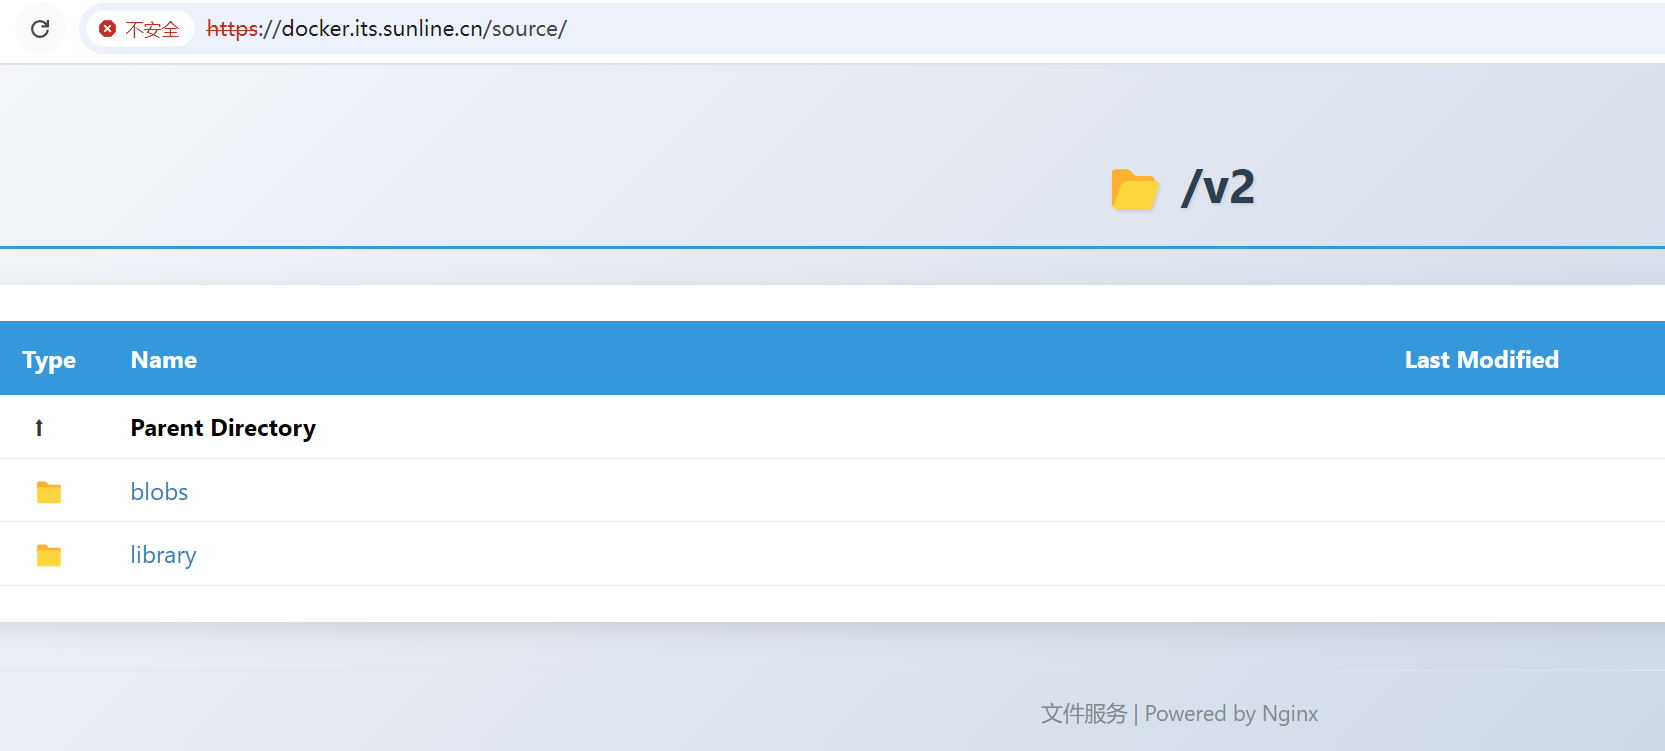 不安全 https://docker.its.sunline.cn/source/
/v2
Type Name Last Modified
Parent Directory
blobs
library
文件服务 | Powered by Nginx